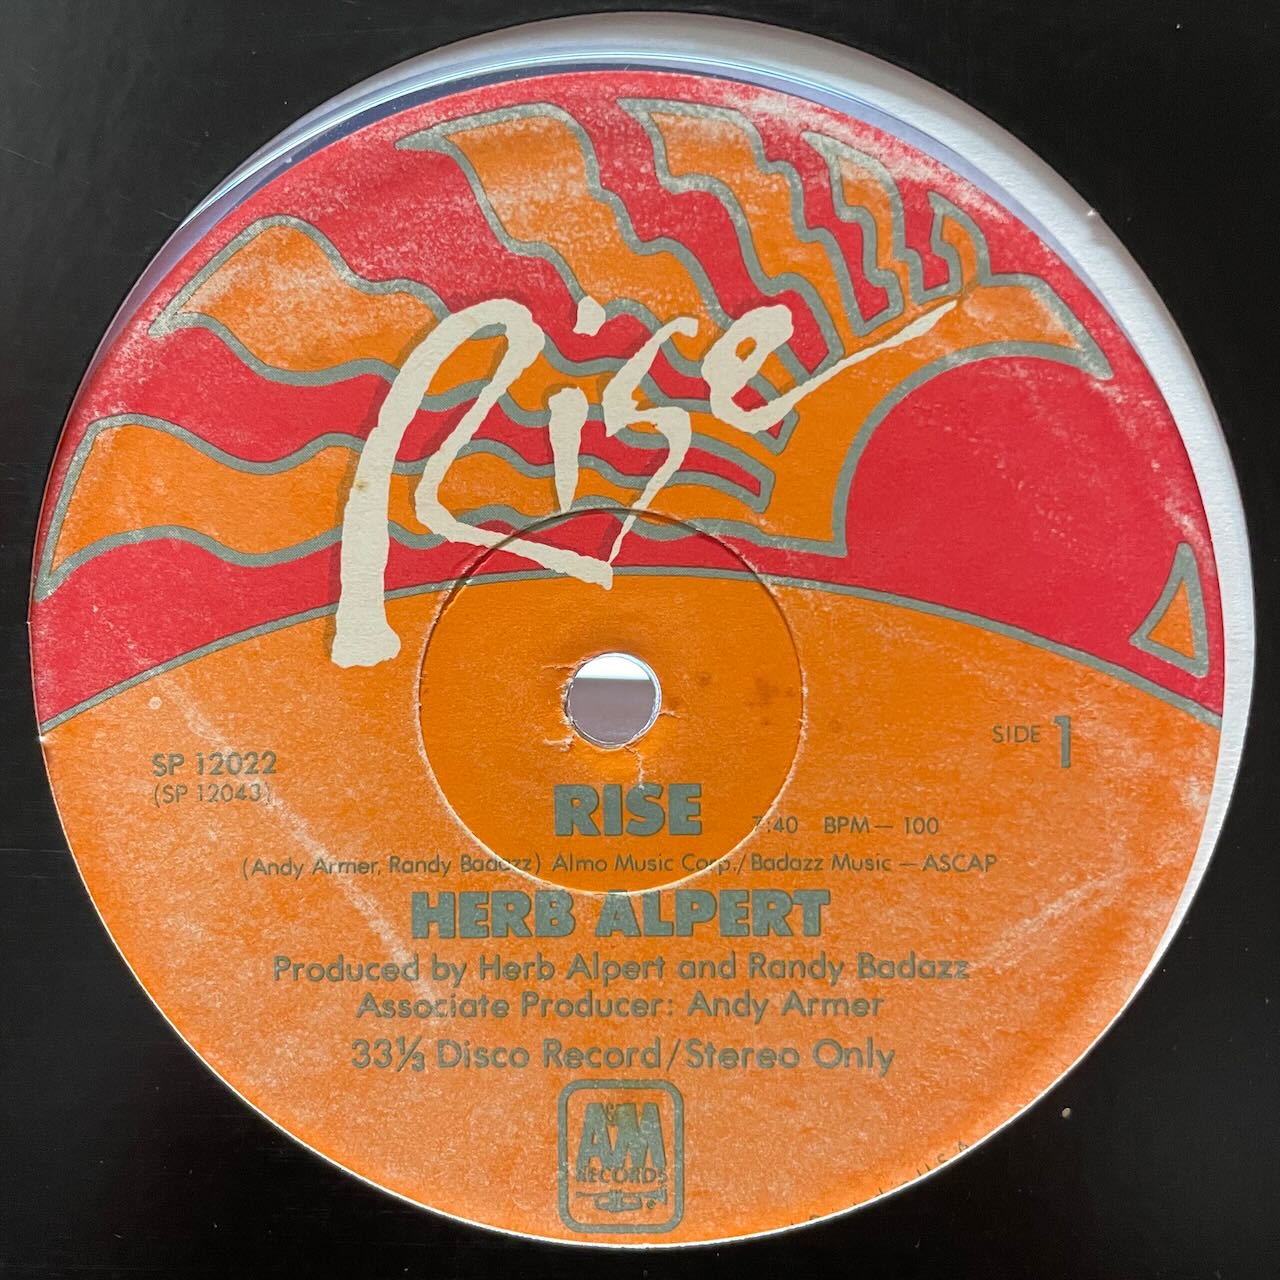 Rise
SIDE 1
SP 12022
(SP 12043)
RISE 7:40 BPM— 100
(Andy Armer, Randy Badazz) Almo Music Corp./Badazz Music — ASCAP
HERB ALPERT
Produced by Herb Alpert and Randy Badazz
Associate Producer: Andy Armer
33⅓ Disco Record/Stereo Only
A&M
RECORDS